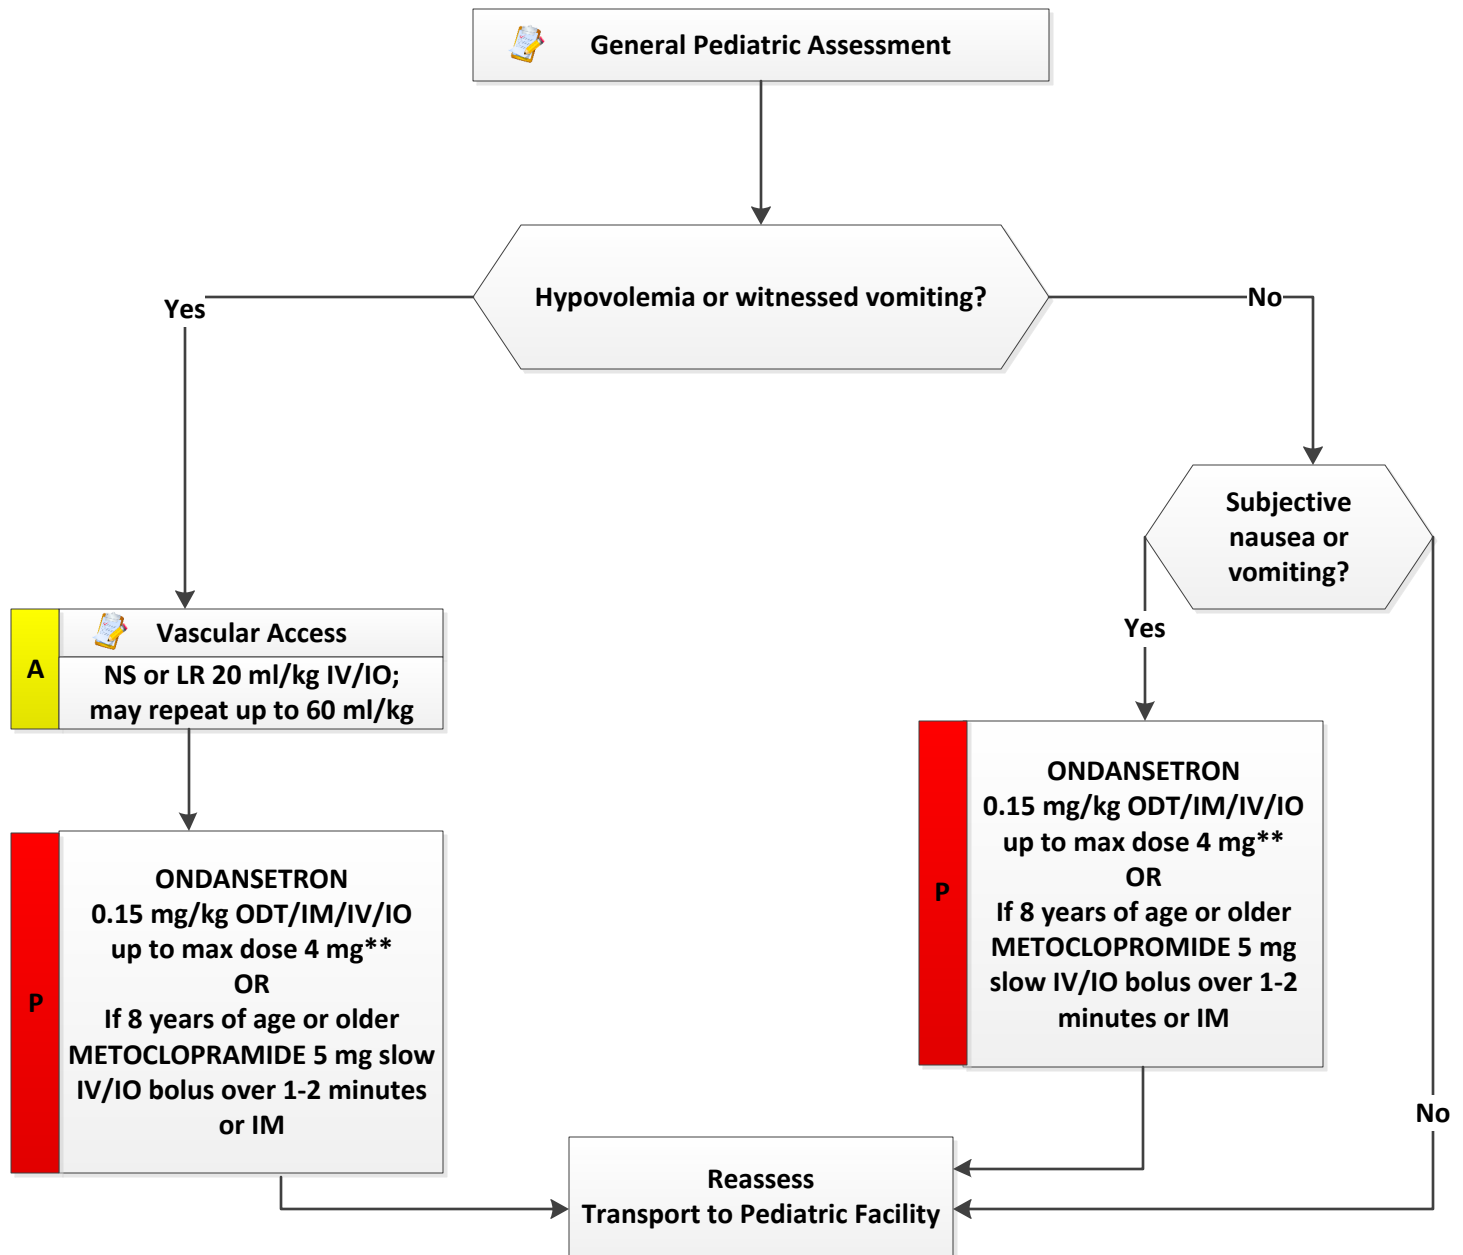 General Pediatric Assessment
Hypovolemia or witnessed vomiting?
Yes
No
Subjective
nausea or
vomiting?
Yes
No
A
Vascular Access
NS or LR 20 ml/kg IV/IO;
may repeat up to 60 ml/kg
P
ONDANSETRON
0.15 mg/kg ODT/IM/IV/IO
up to max dose 4 mg**
OR
If 8 years of age or older
METOCLOPRAMIDE 5 mg slow
IV/IO bolus over 1-2 minutes
or IM
P
ONDANSETRON
0.15 mg/kg ODT/IM/IV/IO
up to max dose 4 mg**
OR
If 8 years of age or older
METOCLOPROMIDE 5 mg
slow IV/IO bolus over 1-2
minutes or IM
Reassess
Transport to Pediatric Facility